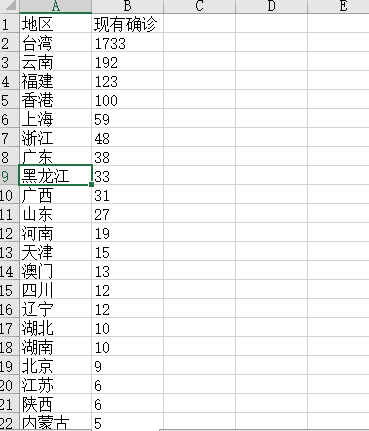 A B C D E
1 地区 现有确诊
2 台湾 1733
3 云南 192
4 福建 123
5 香港 100
6 上海 59
7 浙江 48
8 广东 38
9 黑龙江 33
10 广西 31
11 山东 27
12 河南 19
13 天津 15
14 澳门 13
15 四川 12
16 辽宁 12
17 湖北 10
18 湖南 10
19 北京 9
20 江苏 6
21 陕西 6
22 内蒙古 5